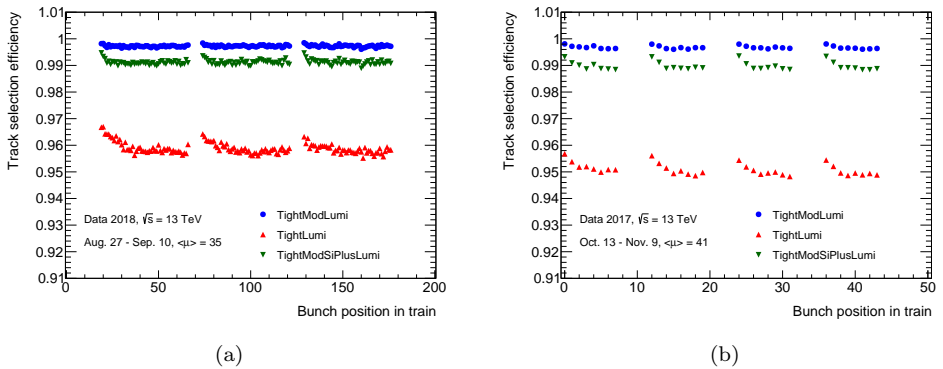 Track selection efficiency
1.01
1
0.99
0.98
0.97
0.96
0.95
0.94
0.93
0.92
0.91
0
50
100
150
200
Bunch position in train
Data 2018, √s = 13 TeV
Aug. 27 - Sep. 10, <μ> = 35
TightModLumi
TightLumi
TightModSiPlusLumi
(a)
Track selection efficiency
1.01
1
0.99
0.98
0.97
0.96
0.95
0.94
0.93
0.92
0.91
0
10
20
30
40
50
Bunch position in train
Data 2017, √s = 13 TeV
Oct. 13 - Nov. 9, <μ> = 41
TightModLumi
TightLumi
TightModSiPlusLumi
(b)